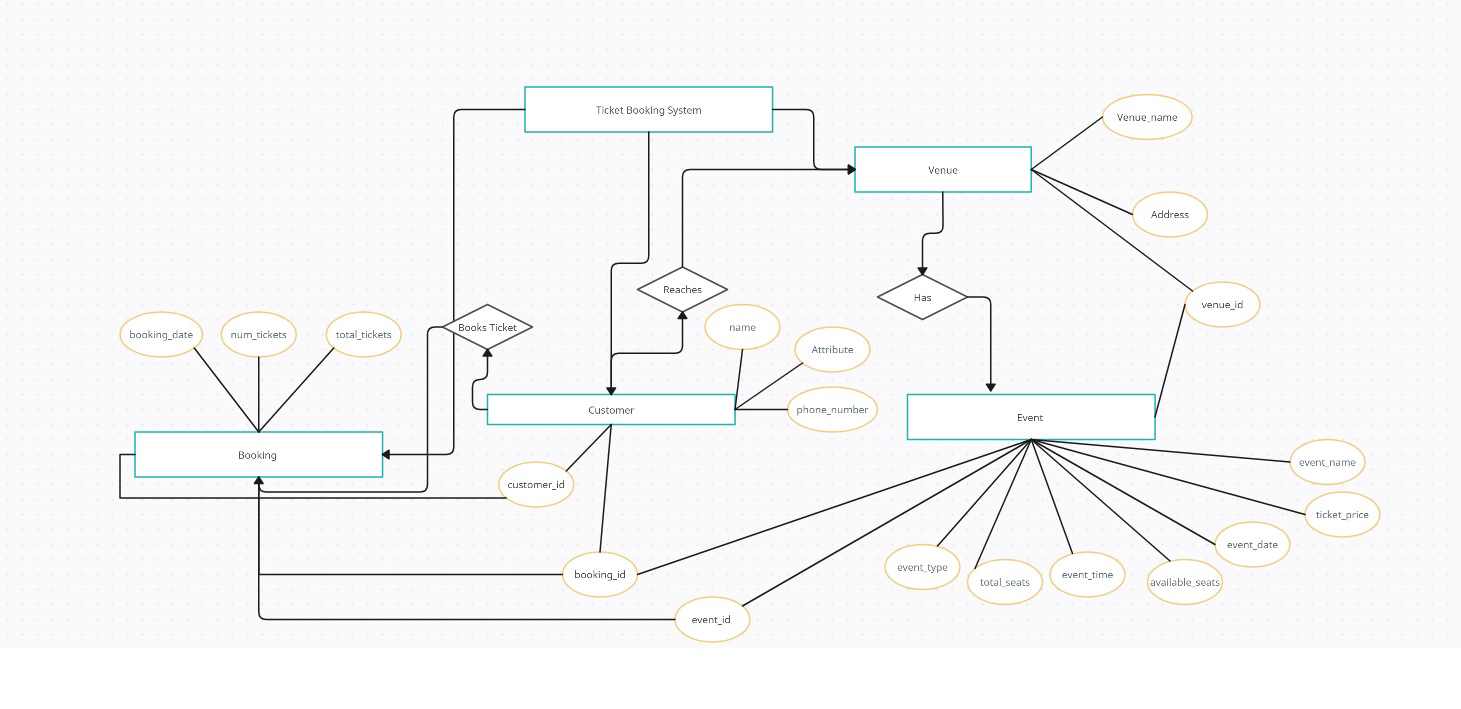 Ticket Booking System
Venue_name
Venue
Address
Reaches
Has
venue_id
Books Ticket
name
booking_date
num_tickets
total_tickets
Attribute
Customer
phone_number
Event
Booking
event_name
customer_id
ticket_price
event_date
event_type
booking_id
event_time
total_seats
available_seats
event_id